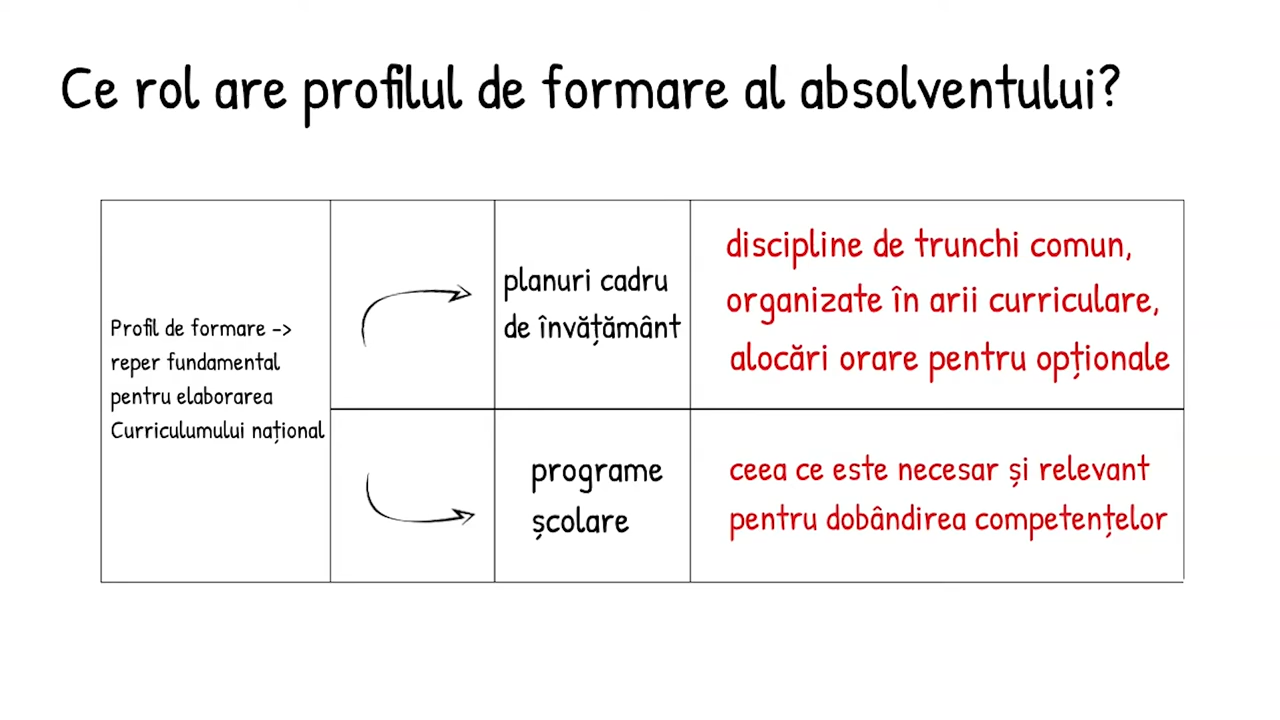 Ce rol are profilul de formare al absolventului?
Profil de formare ->
reper fundamental
pentru elaborarea
Curriculumului național
planuri cadru
de învățământ
discipline de trunchi comun,
organizate în arii curriculare,
alocări orare pentru opționale
programe
școlare
ceea ce este necesar și relevant
pentru dobândirea competențelor